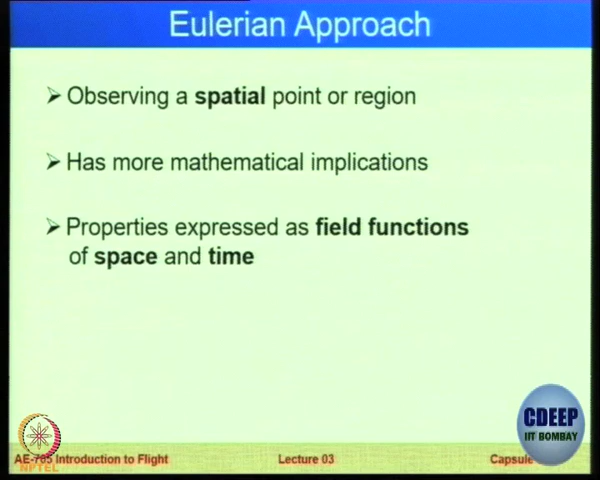 Eulerian Approach
➢ Observing a spatial point or region
➢ Has more mathematical implications
➢ Properties expressed as field functions
of space and time
CDEEP
IIT BOMBAY
AE-705 Introduction to Flight
Lecture 03
Capsule
NPTEL